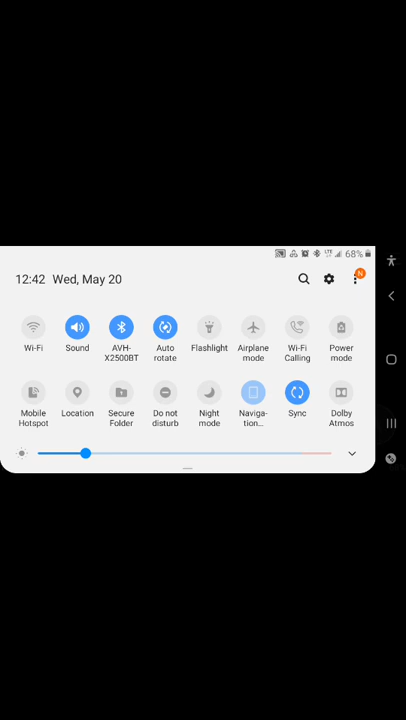 LTE 68%
12:42 Wed, May 20
N
Wi-Fi Sound AVH-X2500BT Auto rotate Flashlight Airplane mode Wi-Fi Calling Power mode
Mobile Hotspot Location Secure Folder Do not disturb Night mode Naviga-tion... Sync Dolby Atmos